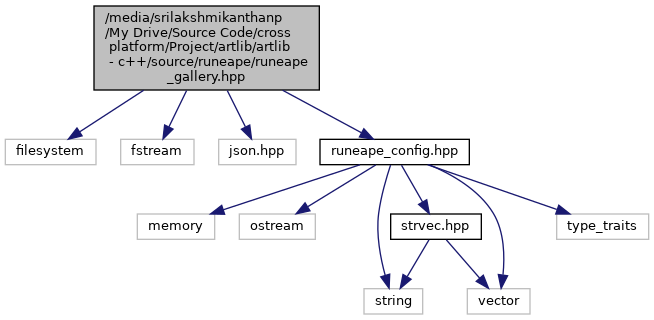 /media/srilakshmikanthanp
/My Drive/Source Code/cross
platform/Project/artlib/artlib
- c++/source/runeape/runeape
_gallery.hpp
filesystem
fstream
json.hpp
runeape_config.hpp
memory
ostream
strvec.hpp
type_traits
string
vector